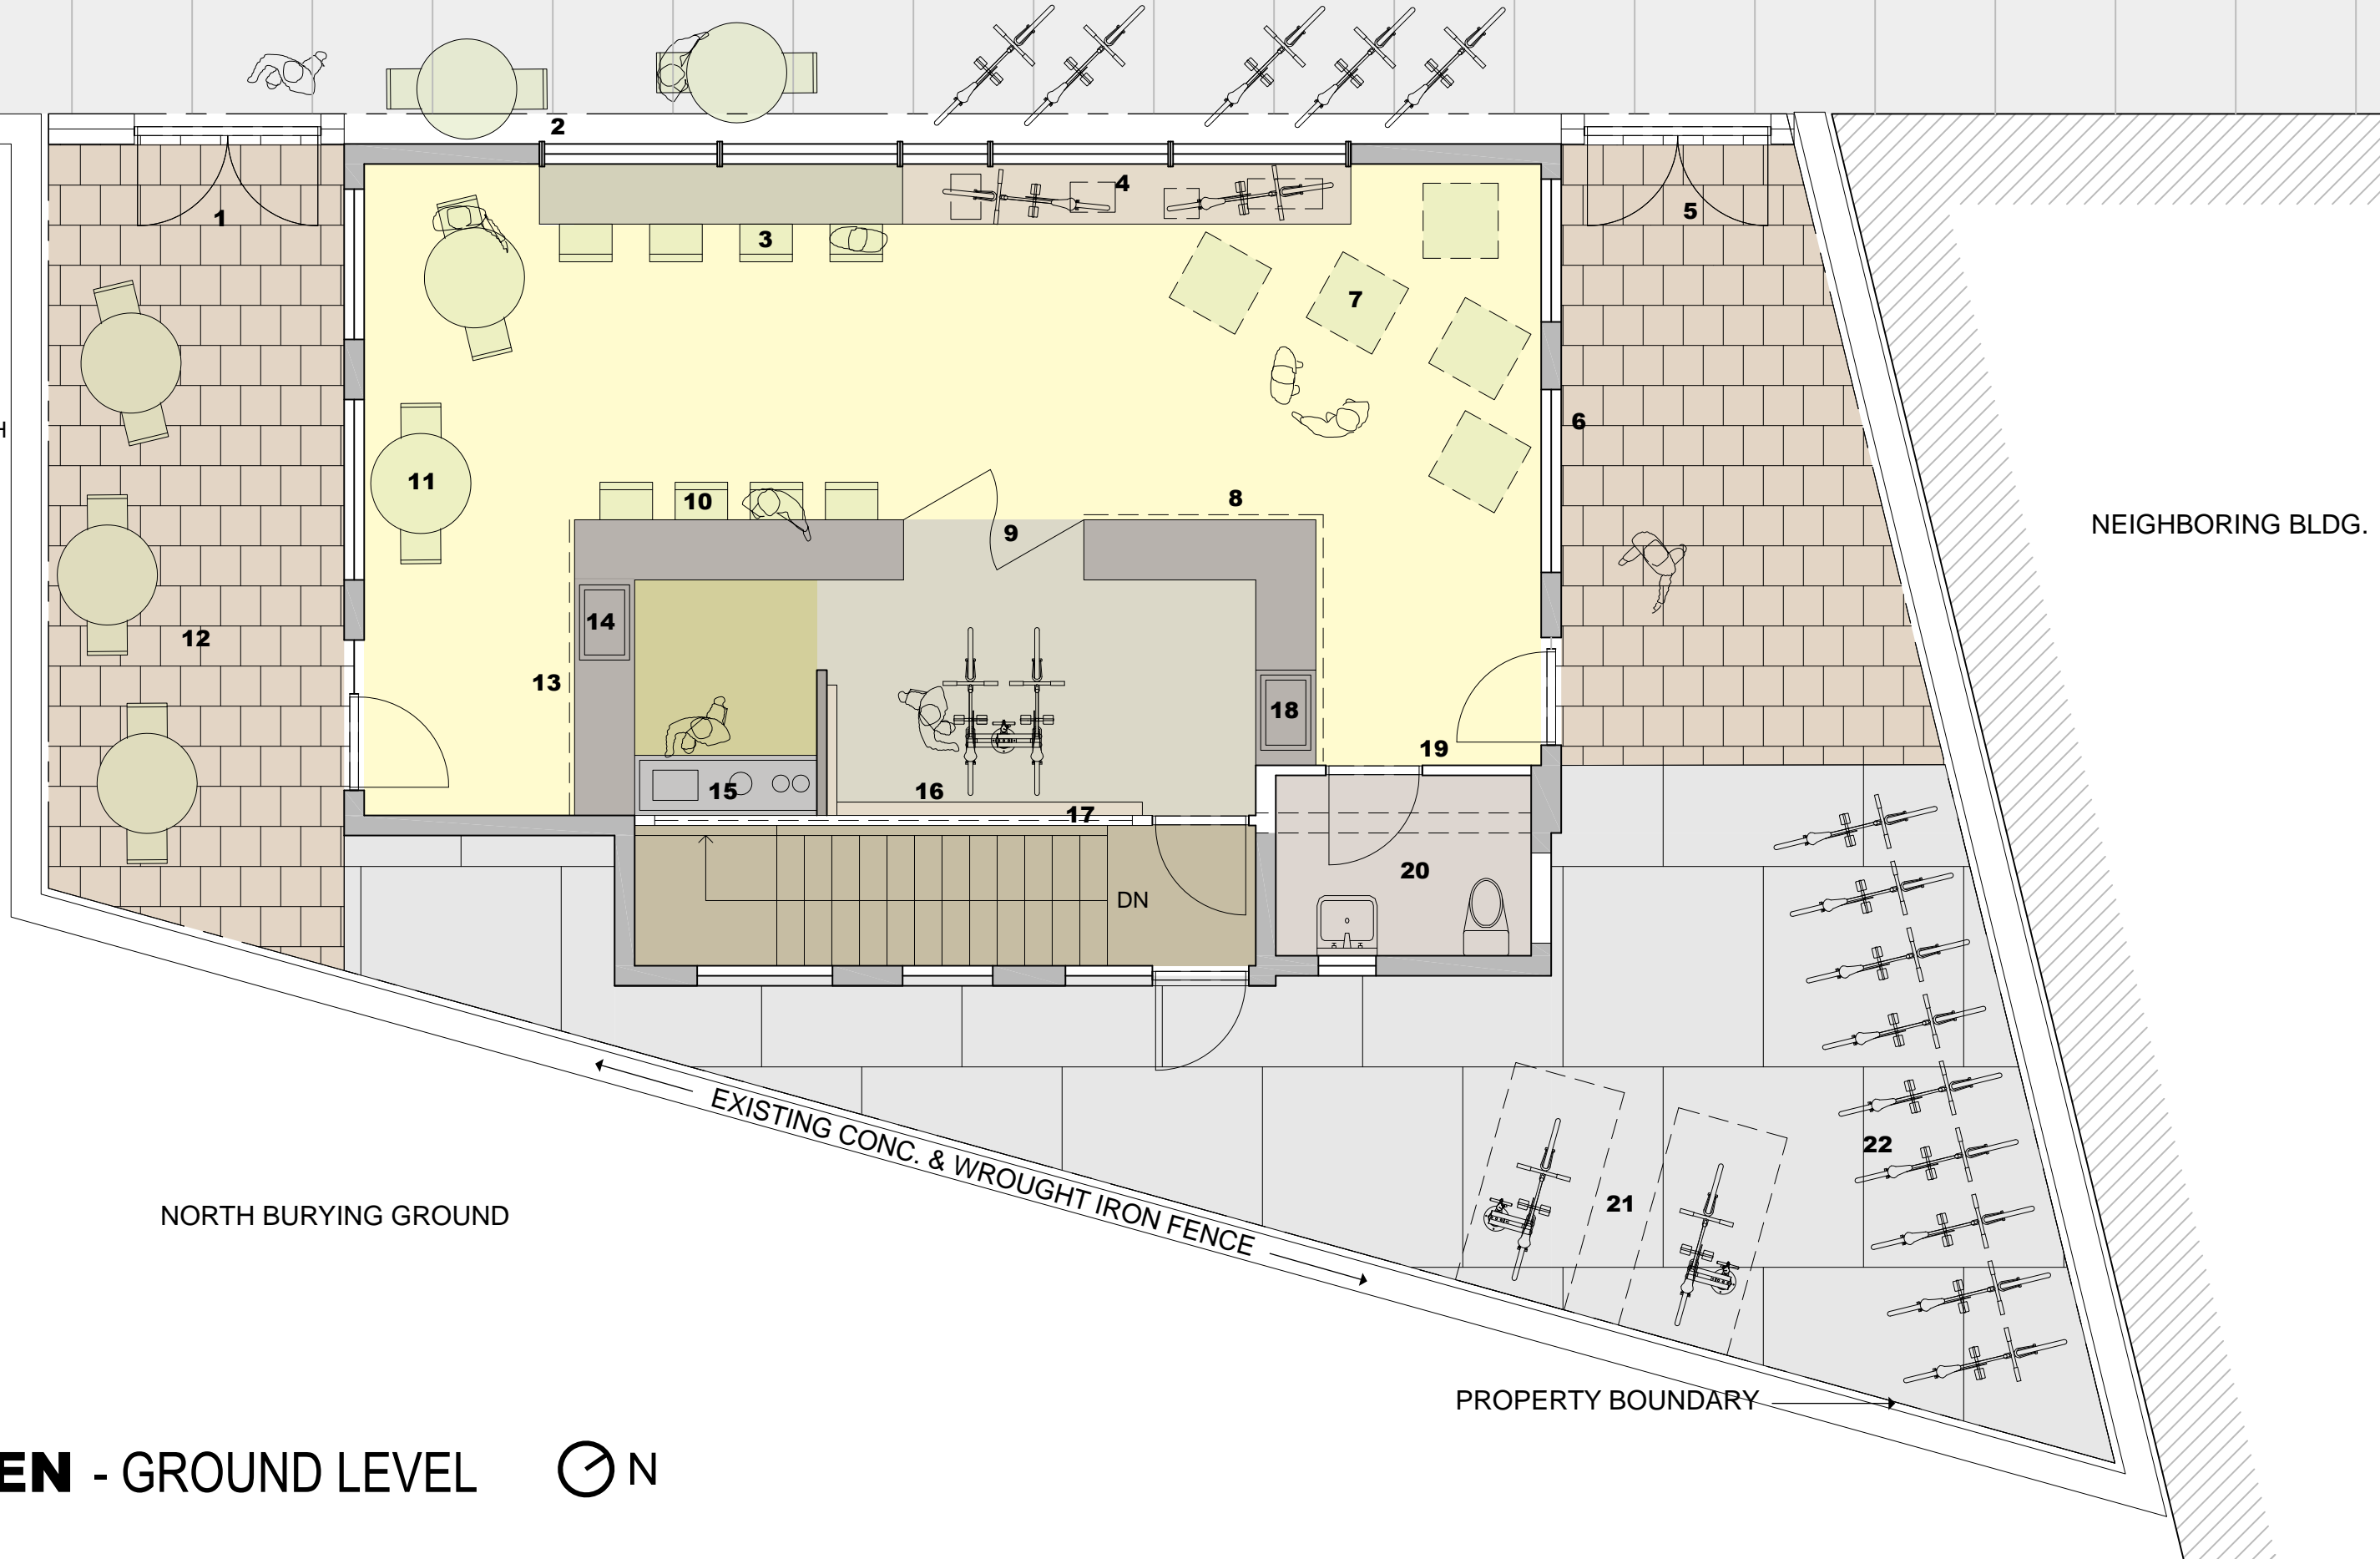 2
4
1
5
3
7
6
H
11
10
8
9
NEIGHBORING BLDG.
14
12
13
18
19
15
16
17
20
DN
EXISTING CONC. & WROUGHT IRON FENCE
22
21
NORTH BURYING GROUND
PROPERTY BOUNDARY
EN - GROUND LEVEL
N